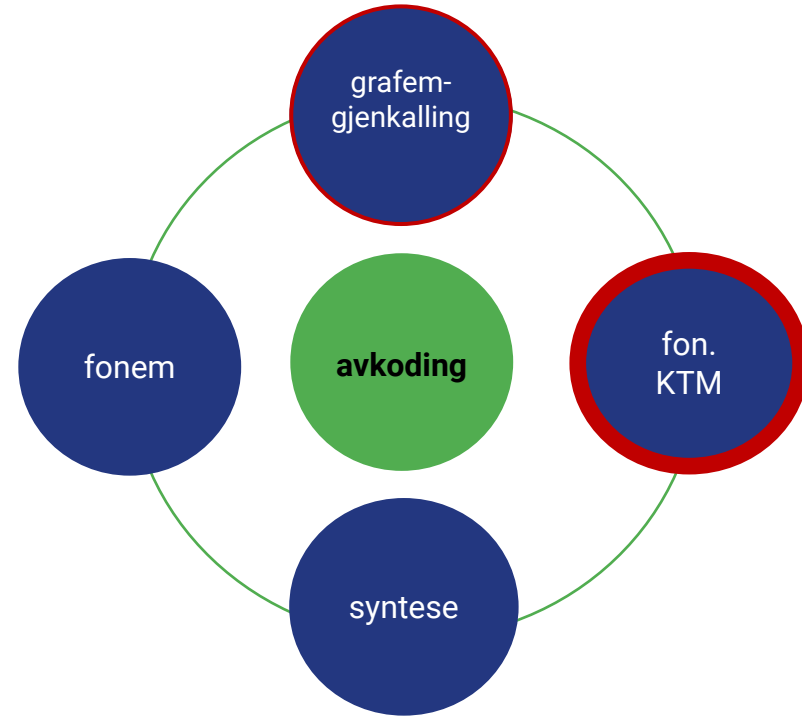 grafem-
gjenkalling
fonem
avkoding
fon.
KTM
syntese